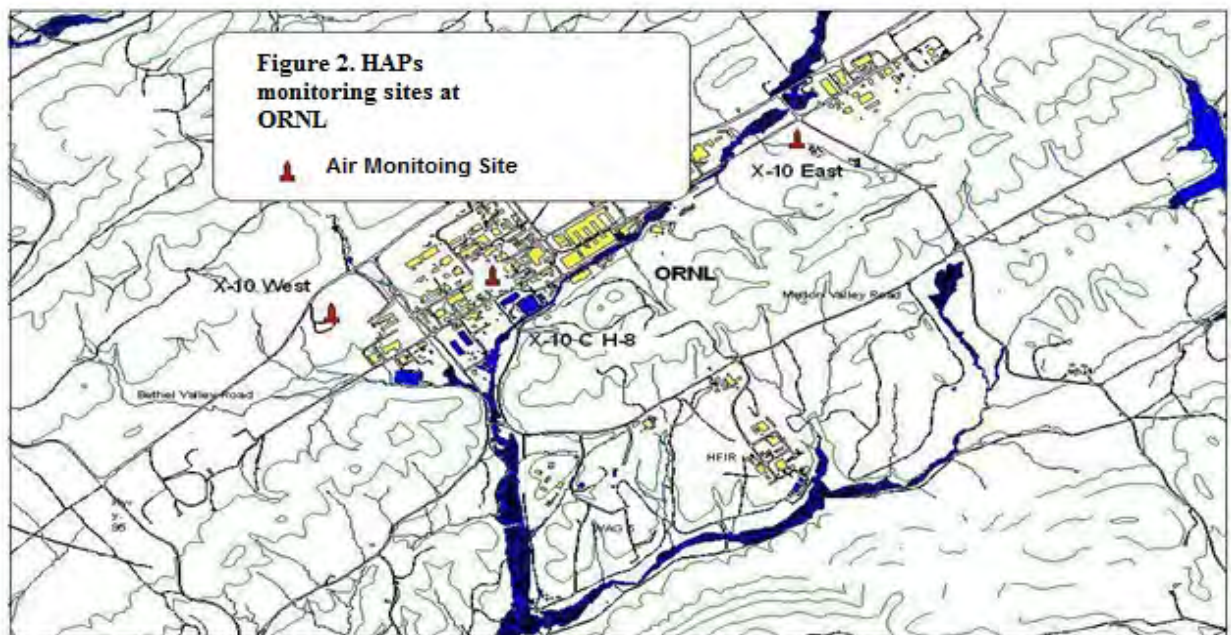 Figure 2. HAPs
monitoring sites at
ORNL
Air Monitoing Site
X-10 East
X-10 West
ORNL
Melton Valley Road
X-10 C H-8
Bethel Valley Road
HFIR
WAG 5